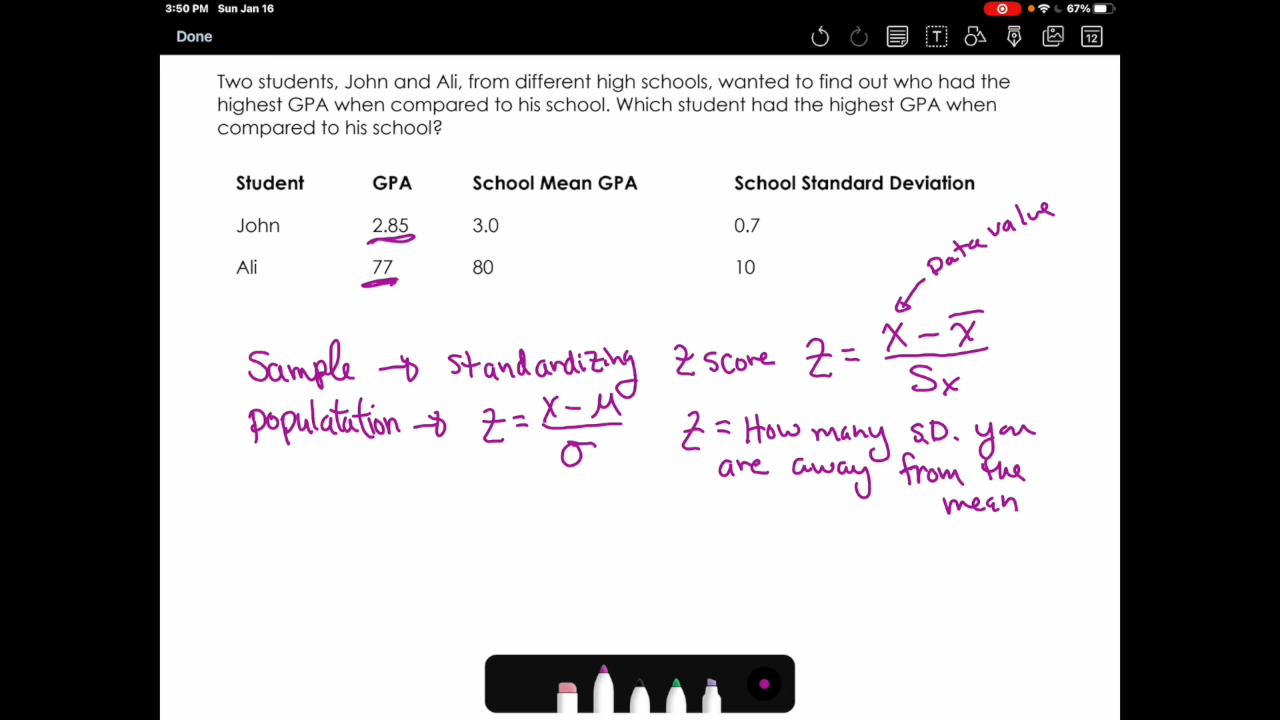 3:50 PM Sun Jan 16
67%
Done
T
12
Two students, John and Ali, from different high schools, wanted to find out who had the
highest GPA when compared to his school. Which student had the highest GPA when
compared to his school?
Student GPA School Mean GPA School Standard Deviation
John 2.85 3.0 0.7
Ali 77 80 10
Data value
Sample → standardizing z score z = x - x̄ / Sx
populatation → z = x - μ / σ
z = How many S.D. you
are away from the
mean